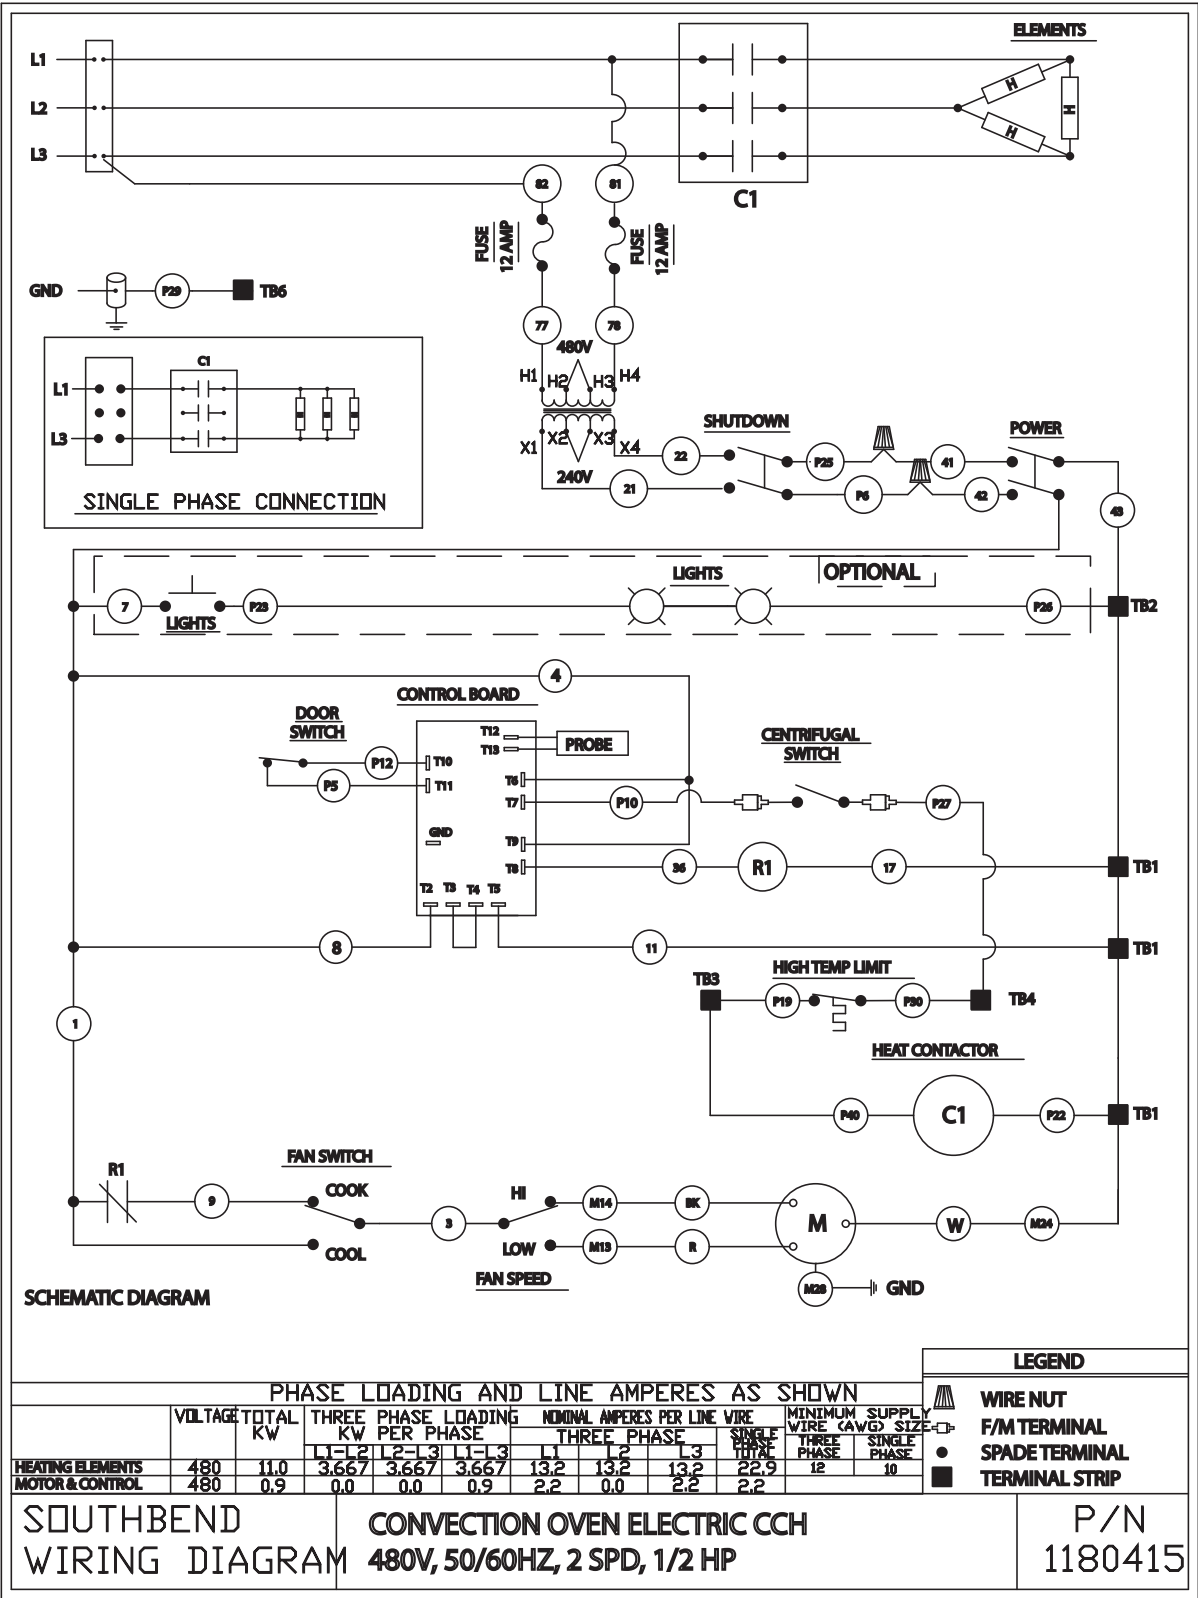 ELEMENTS
L1
L2
L3
C1
82
81
FUSE
12 AMP
FUSE
12 AMP
GND
P29
TB6
77
78
480V
H1
H2
H3
H4
X1
X2
X3
X4
240V
C1
L1
L3
SINGLE PHASE CONNECTION
SHUTDOWN
POWER
22
P25
41
21
P6
42
43
LIGHTS
OPTIONAL
7
P23
P26
TB2
LIGHTS
4
CONTROL BOARD
DOOR
SWITCH
T12
T13
PROBE
CENTRIFUGAL
SWITCH
P12
T10
P5
T11
T6
T7
P10
P27
GND
T9
T8
36
R1
17
TB1
T2
T3
T4
T5
8
11
TB1
HIGH TEMP LIMIT
TB3
P19
P30
TB4
1
HEAT CONTACTOR
P40
C1
P22
TB1
FAN SWITCH
R1
9
COOK
COOL
3
HI
LOW
FAN SPEED
M14
BK
M13
R
M
W
M24
M28
GND
SCHEMATIC DIAGRAM
LEGEND
WIRE NUT
F/M TERMINAL
SPADE TERMINAL
TERMINAL STRIP
PHASE LOADING AND LINE AMPERES AS SHOWN
VOLTAGE
TOTAL
KW
THREE PHASE LOADING
KW PER PHASE
NOMINAL AMPERES PER LINE WIRE
MINIMUM SUPPLY
WIRE (AWG) SIZE
THREE PHASE
SINGLE
PHASE
TOTAL
THREE
PHASE
SINGLE
PHASE
L1-L2 L2-L3 L1-L3 L1 L2 L3
HEATING ELEMENTS 480 11.0 3.667 3.667 3.667 13.2 13.2 13.2 22.9 12 10
MOTOR & CONTROL 480 0.9 0.0 0.0 0.9 2.2 0.0 2.2 2.2
SOUTHBEND
WIRING DIAGRAM
CONVECTION OVEN ELECTRIC CCH
480V, 50/60HZ, 2 SPD, 1/2 HP
P/N
1180415